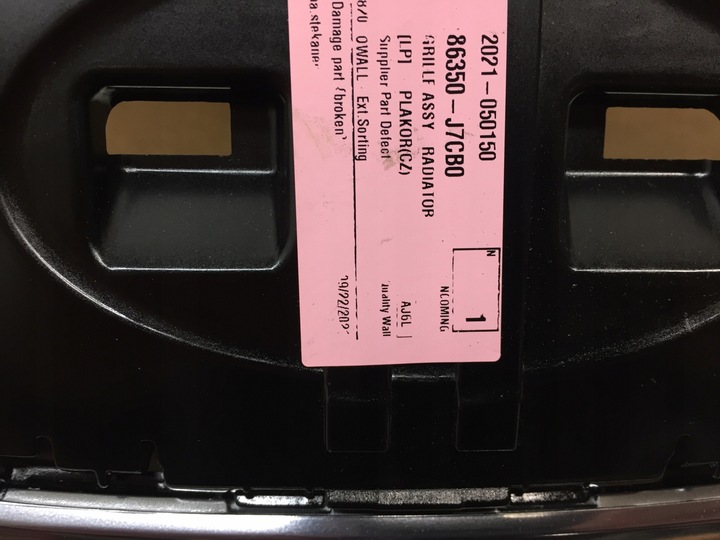 2021-050150
86350-J7CB0
GRILLE ASSY RADIATOR
[LP] PLAKOR(CZ)
Supplier Part Defect
QWALL Ext.Sorting
Damage part (broken)
N
1
NCOMING
AJ6L
Wall